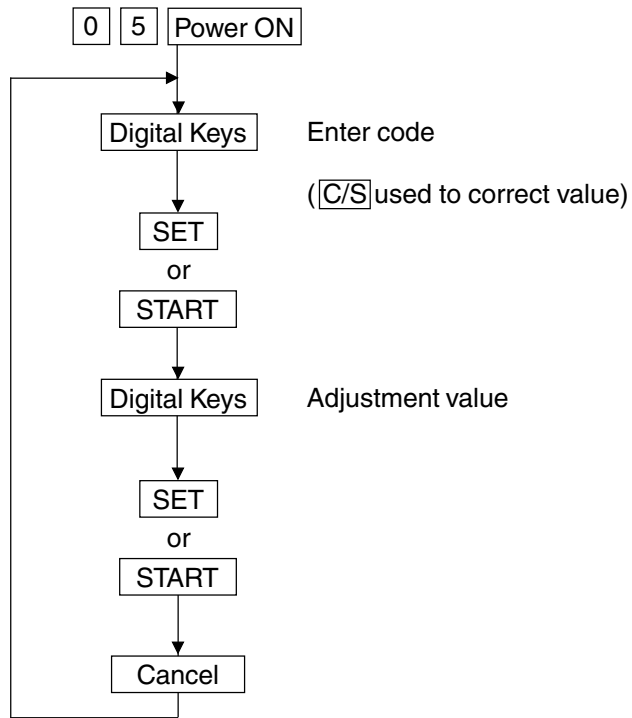 0 5 Power ON
Digital Keys Enter code
(C/S used to correct value)
SET
or
START
Digital Keys Adjustment value
SET
or
START
Cancel